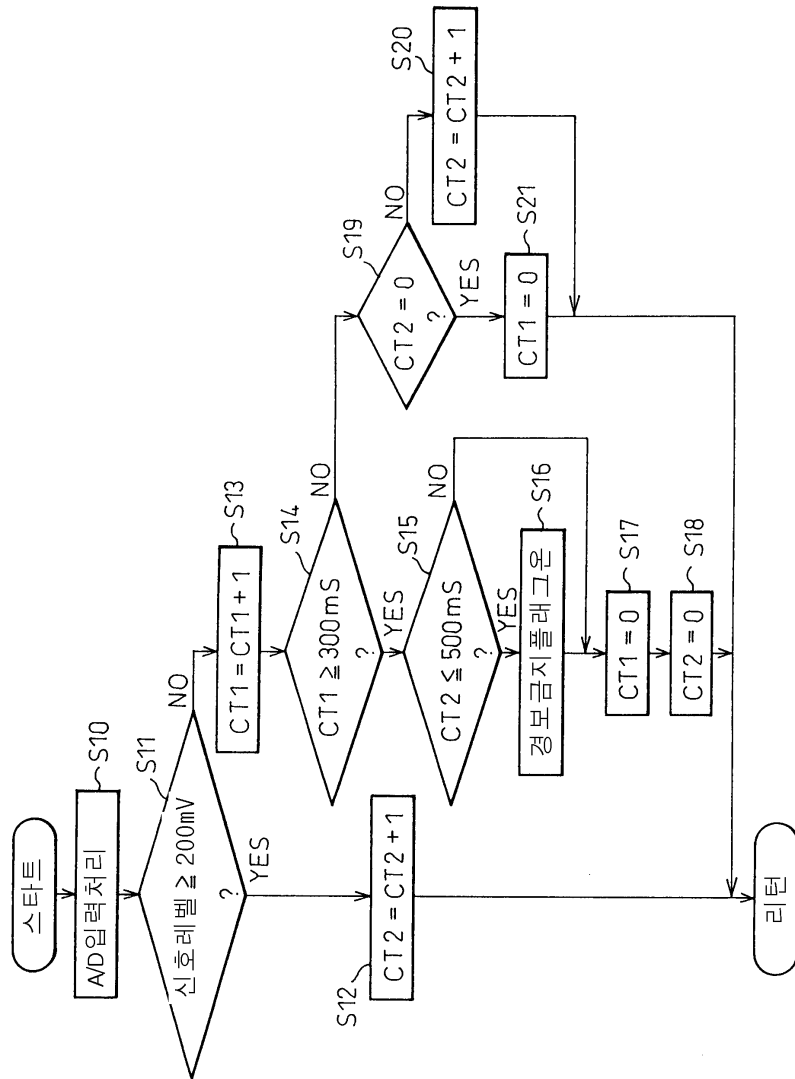 스타트
A/D입력처리
S10
신호레벨 ≧ 200mV
?
S11
NO
YES
S12
CT2 = CT2 + 1
CT1 = CT1 + 1
S13
CT1 ≧ 300mS
?
S14
NO
YES
CT2 ≦ 500mS
?
S15
NO
YES
경보금지플래그온
S16
CT1 = 0
S17
CT2 = 0
S18
CT2 = 0
?
S19
NO
YES
CT2 = CT2 + 1
S20
CT1 = 0
S21
리턴